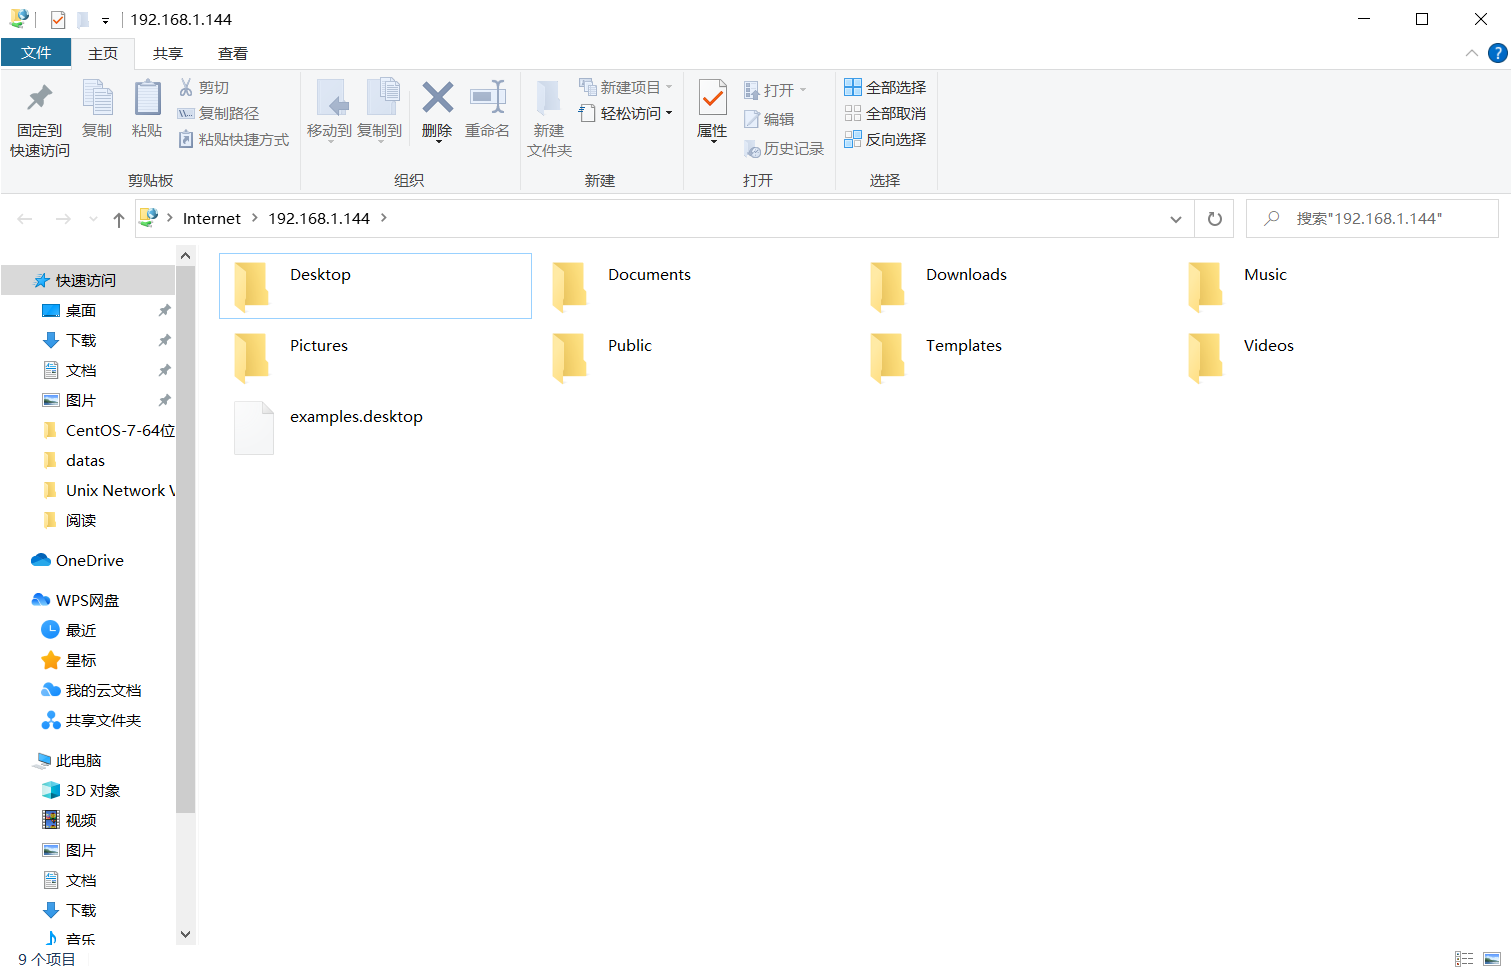 192.168.1.144
文件 主页 共享 查看
固定到
快速访问
复制
粘贴
剪切
复制路径
粘贴快捷方式
剪贴板
移动到
复制到
删除
重命名
组织
新建
文件夹
新建项目
轻松访问
新建
属性
打开
编辑
历史记录
打开
全部选择
全部取消
反向选择
选择
Internet 192.168.1.144
搜索"192.168.1.144"
快速访问
桌面
下载
文档
图片
CentOS-7-64位
datas
Unix Network
阅读
OneDrive
WPS网盘
最近
星标
我的云文档
共享文件夹
此电脑
3D 对象
视频
图片
文档
下载
音乐
Desktop Documents Downloads Music
Pictures Public Templates Videos
examples.desktop
9 个项目